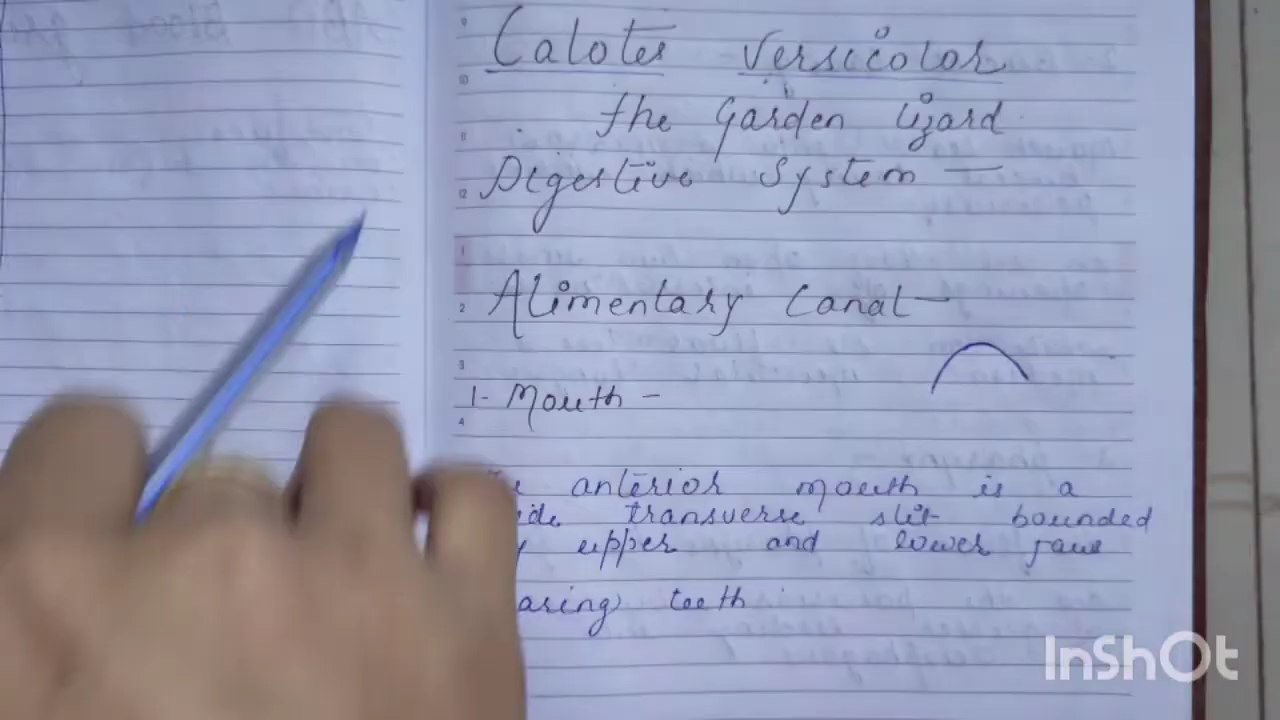 Calotes versicolor
the Garden lizard
Digestive System —
Alimentary Canal —
1- Mouth -
anterior mouth is a
transverse slit bounded
upper and lower jaws
teeth
InShOt